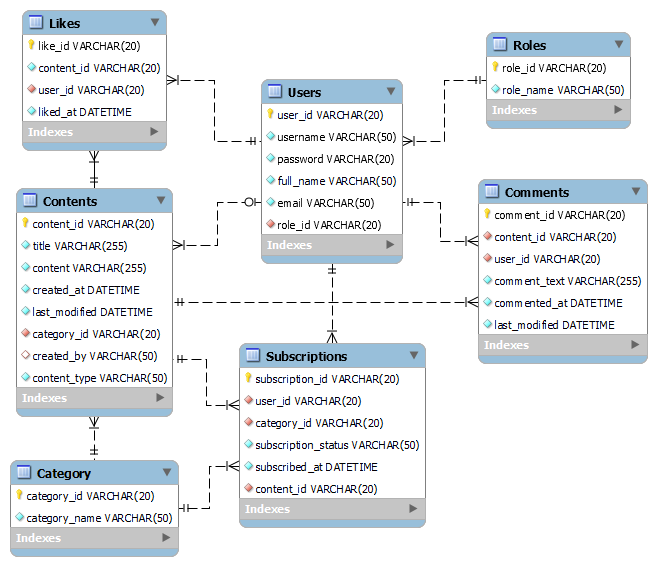 Likes
like_id VARCHAR(20)
content_id VARCHAR(20)
user_id VARCHAR(20)
liked_at DATETIME
Indexes
Roles
role_id VARCHAR(20)
role_name VARCHAR(50)
Indexes
Users
user_id VARCHAR(20)
username VARCHAR(50)
password VARCHAR(20)
full_name VARCHAR(50)
email VARCHAR(50)
role_id VARCHAR(20)
Indexes
Contents
content_id VARCHAR(20)
title VARCHAR(255)
content VARCHAR(255)
created_at DATETIME
last_modified DATETIME
category_id VARCHAR(20)
created_by VARCHAR(50)
content_type VARCHAR(50)
Indexes
Comments
comment_id VARCHAR(20)
content_id VARCHAR(20)
user_id VARCHAR(20)
comment_text VARCHAR(255)
commented_at DATETIME
last_modified DATETIME
Indexes
Subscriptions
subscription_id VARCHAR(20)
user_id VARCHAR(20)
category_id VARCHAR(20)
subscription_status VARCHAR(50)
subscribed_at DATETIME
content_id VARCHAR(20)
Indexes
Category
category_id VARCHAR(20)
category_name VARCHAR(50)
Indexes